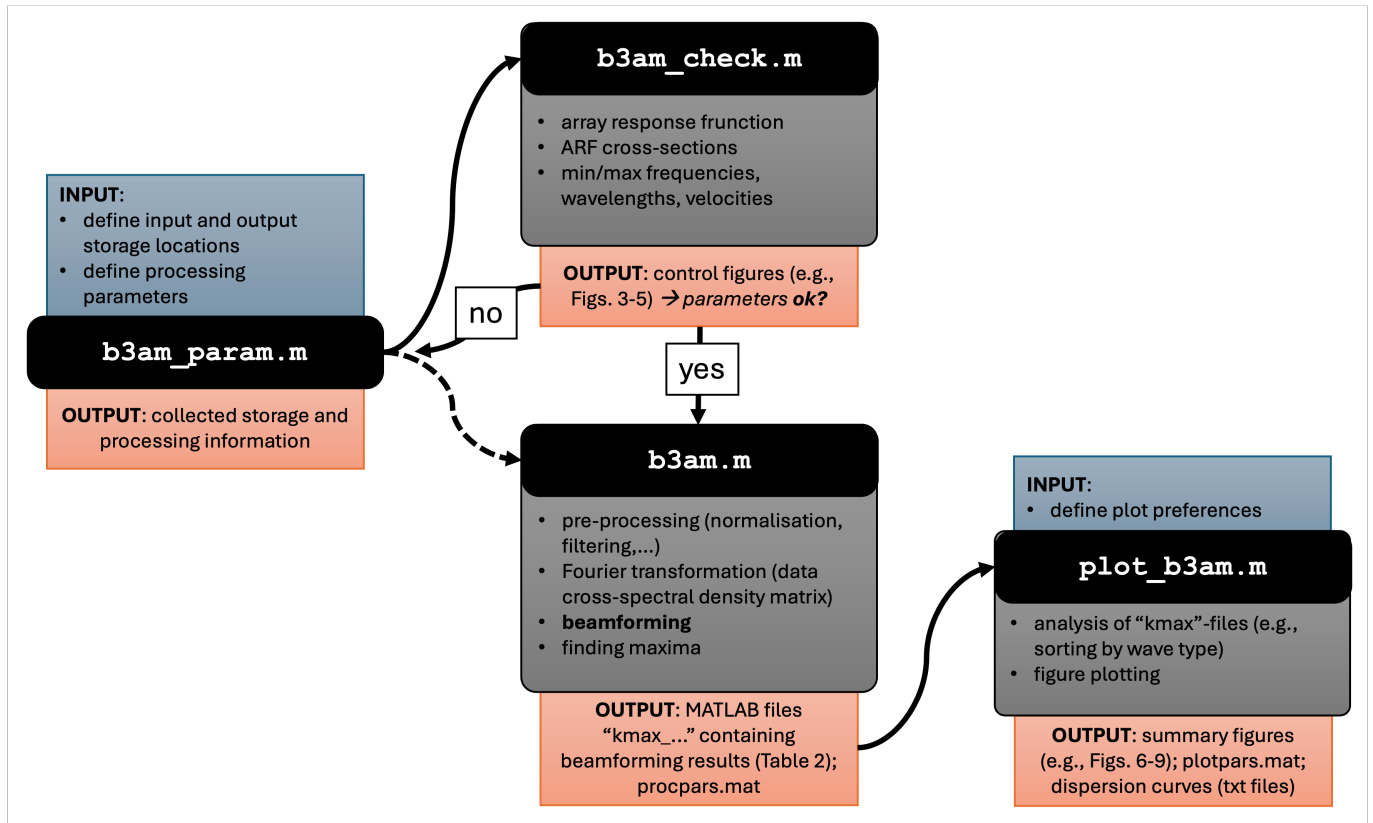 b3am_check.m
• array response frunction
• ARF cross-sections
• min/max frequencies,
wavelengths, velocities
OUTPUT: control figures (e.g.,
Figs. 3-5) → parameters ok?
INPUT:
• define input and output
storage locations
• define processing
parameters
b3am_param.m
OUTPUT: collected storage and
processing information
no
yes
b3am.m
• pre-processing (normalisation,
filtering,...)
• Fourier transformation (data
cross-spectral density matrix)
• beamforming
• finding maxima
OUTPUT: MATLAB files
“kmax_...” containing
beamforming results (Table 2);
procpars.mat
INPUT:
• define plot preferences
plot_b3am.m
• analysis of “kmax”-files (e.g.,
sorting by wave type)
• figure plotting
OUTPUT: summary figures
(e.g., Figs. 6-9); plotpars.mat;
dispersion curves (txt files)